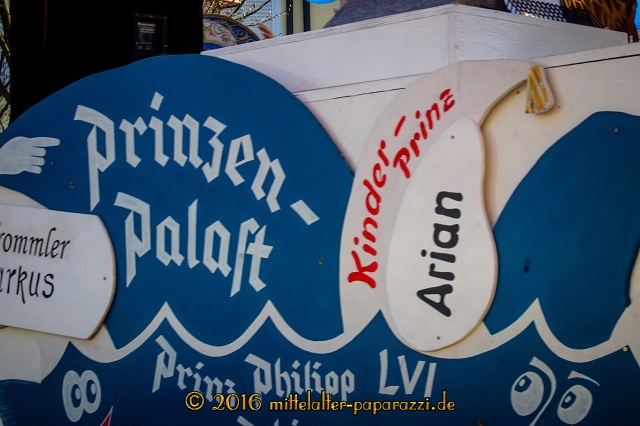 Prinzen-
Palast
Kinder-
Prinz
Arian
rommler
arkus
Prinz Philipp LVI
© 2016 mittelalter-paparazzi.de